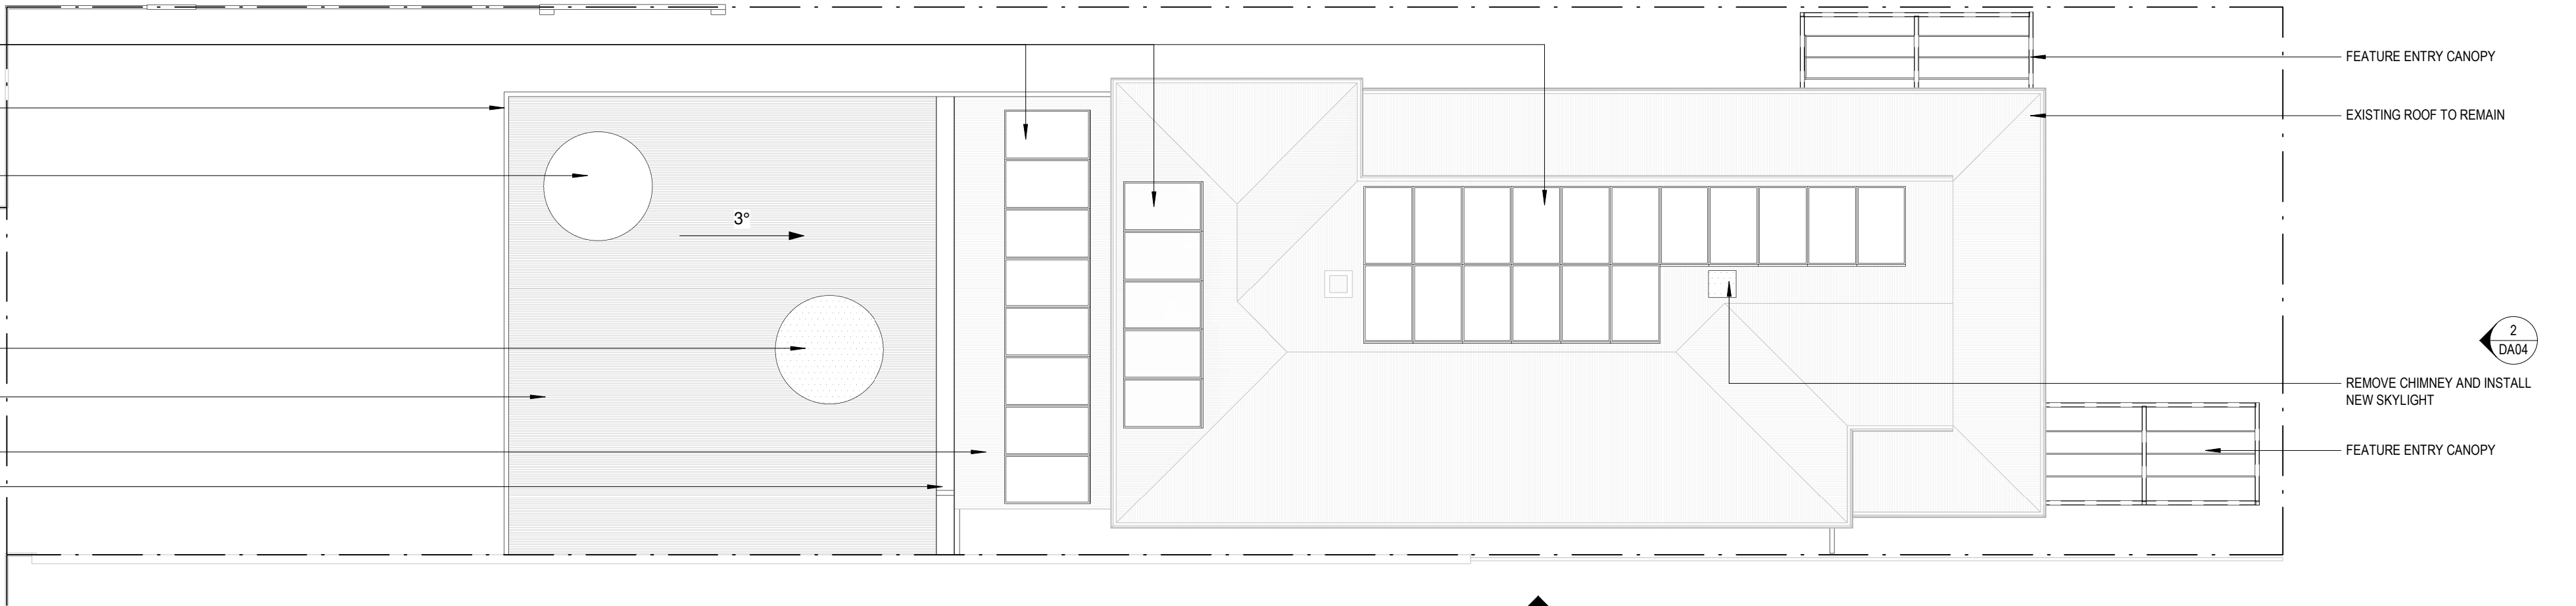 FEATURE ENTRY CANOPY
EXISTING ROOF TO REMAIN
3°
2
DA04
REMOVE CHIMNEY AND INSTALL
NEW SKYLIGHT
FEATURE ENTRY CANOPY